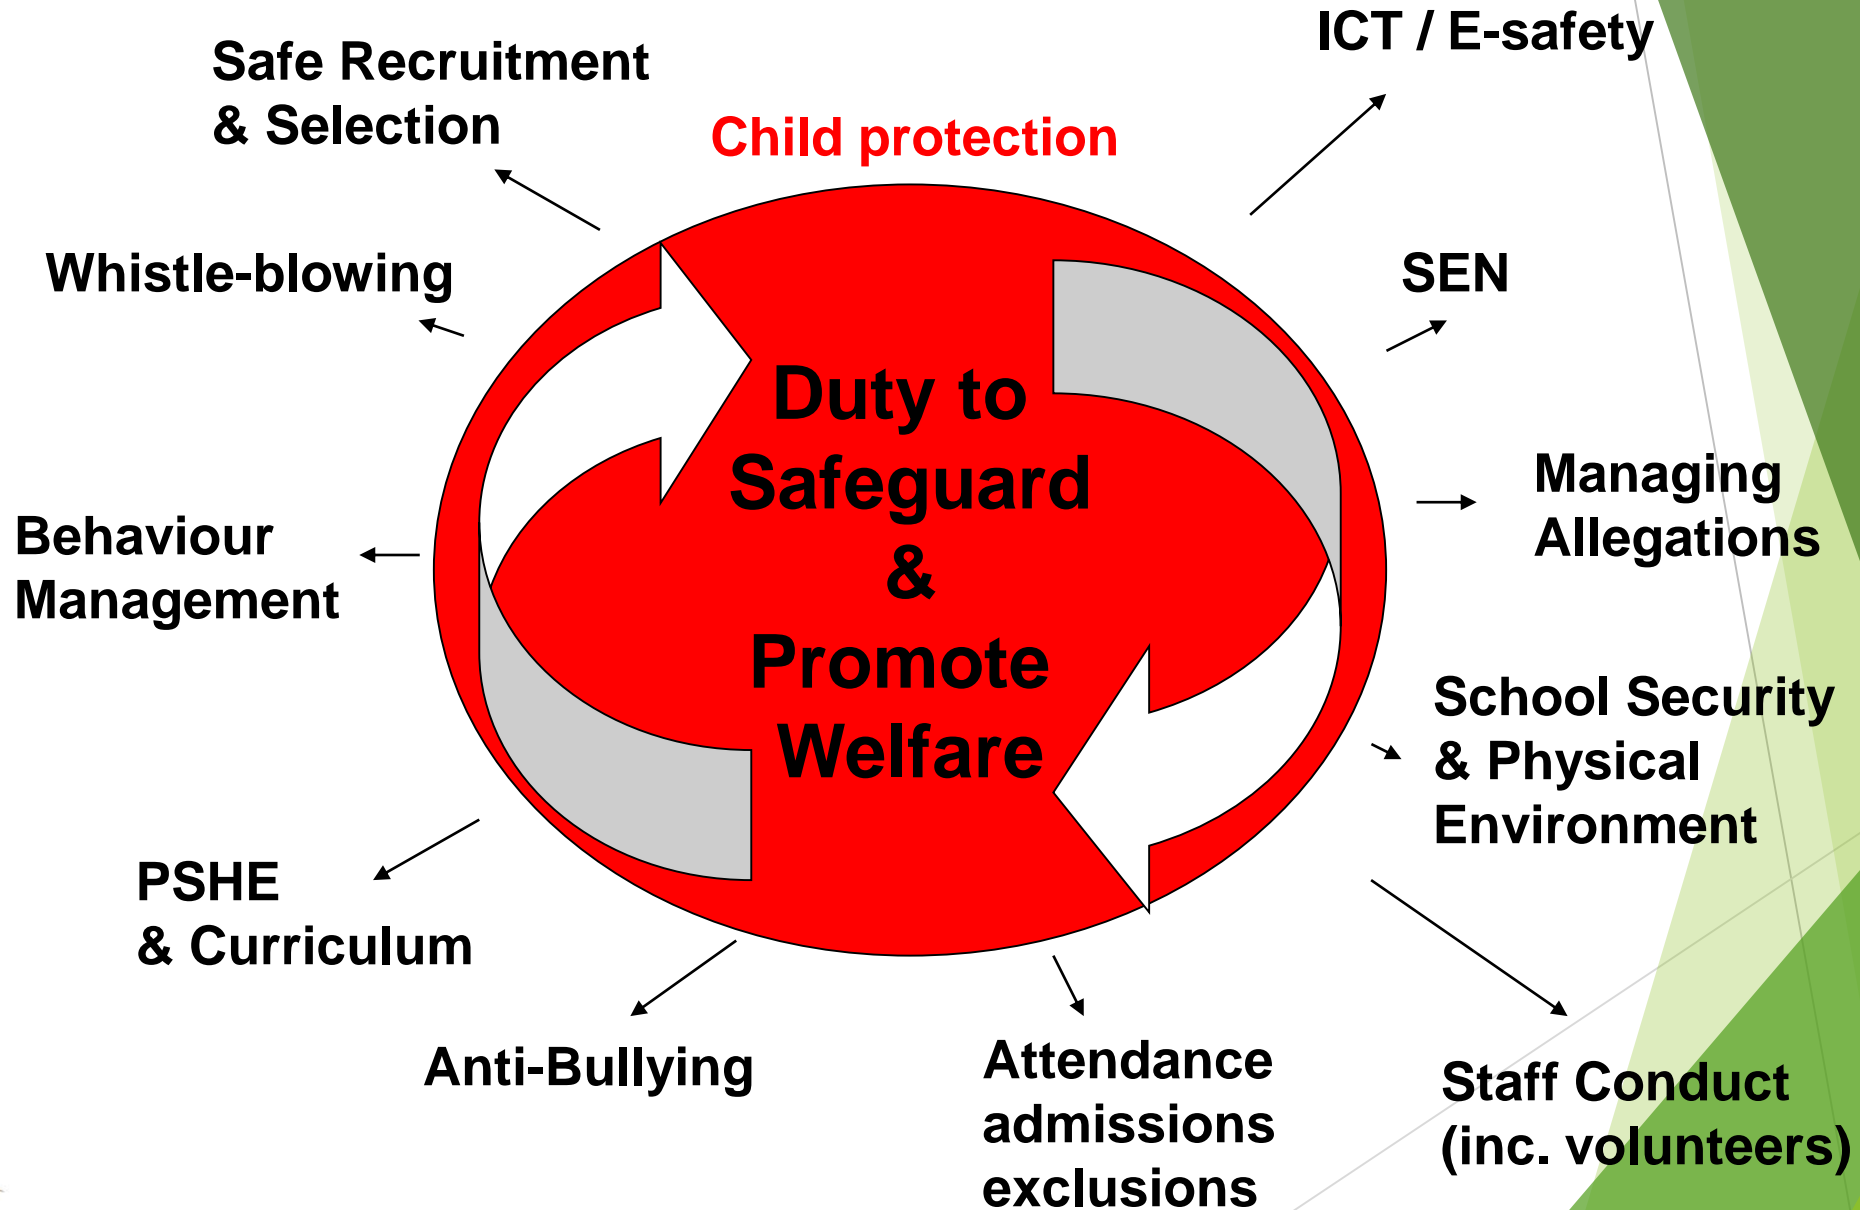 ICT / E-safety
Safe Recruitment
& Selection
Child protection
Whistle-blowing
SEN
Duty to
Safeguard
&
Promote
Welfare
Managing
Allegations
Behaviour
Management
School Security
& Physical
Environment
PSHE
& Curriculum
Anti-Bullying
Attendance
admissions
exclusions
Staff Conduct
(inc. volunteers)